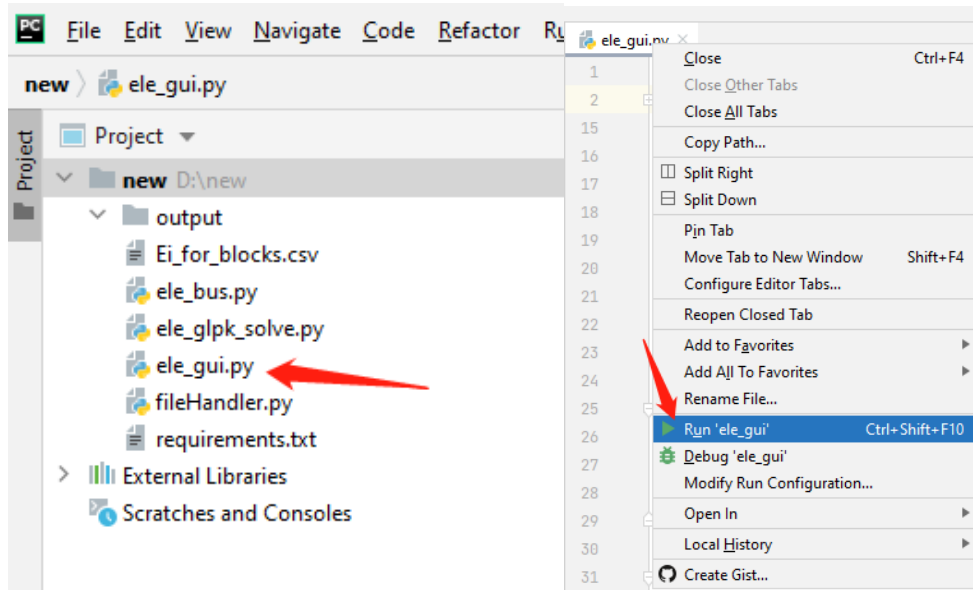 PC File Edit View Navigate Code Refactor Ru
new ele_gui.py
Project
Project
new D:\new
output
Ei_for_blocks.csv
ele_bus.py
ele_glpk_solve.py
ele_gui.py
fileHandler.py
requirements.txt
External Libraries
Scratches and Consoles
ele_gui.py
1
2
15
16
17
18
19
20
21
22
23
24
25
26
27
28
29
30
31
Close Ctrl+F4
Close Other Tabs
Close All Tabs
Copy Path...
Split Right
Split Down
Pin Tab
Move Tab to New Window Shift+F4
Configure Editor Tabs...
Reopen Closed Tab
Add to Favorites
Add All To Favorites
Rename File...
Run 'ele_gui' Ctrl+Shift+F10
Debug 'ele_gui'
Modify Run Configuration...
Open In
Local History
Create Gist...